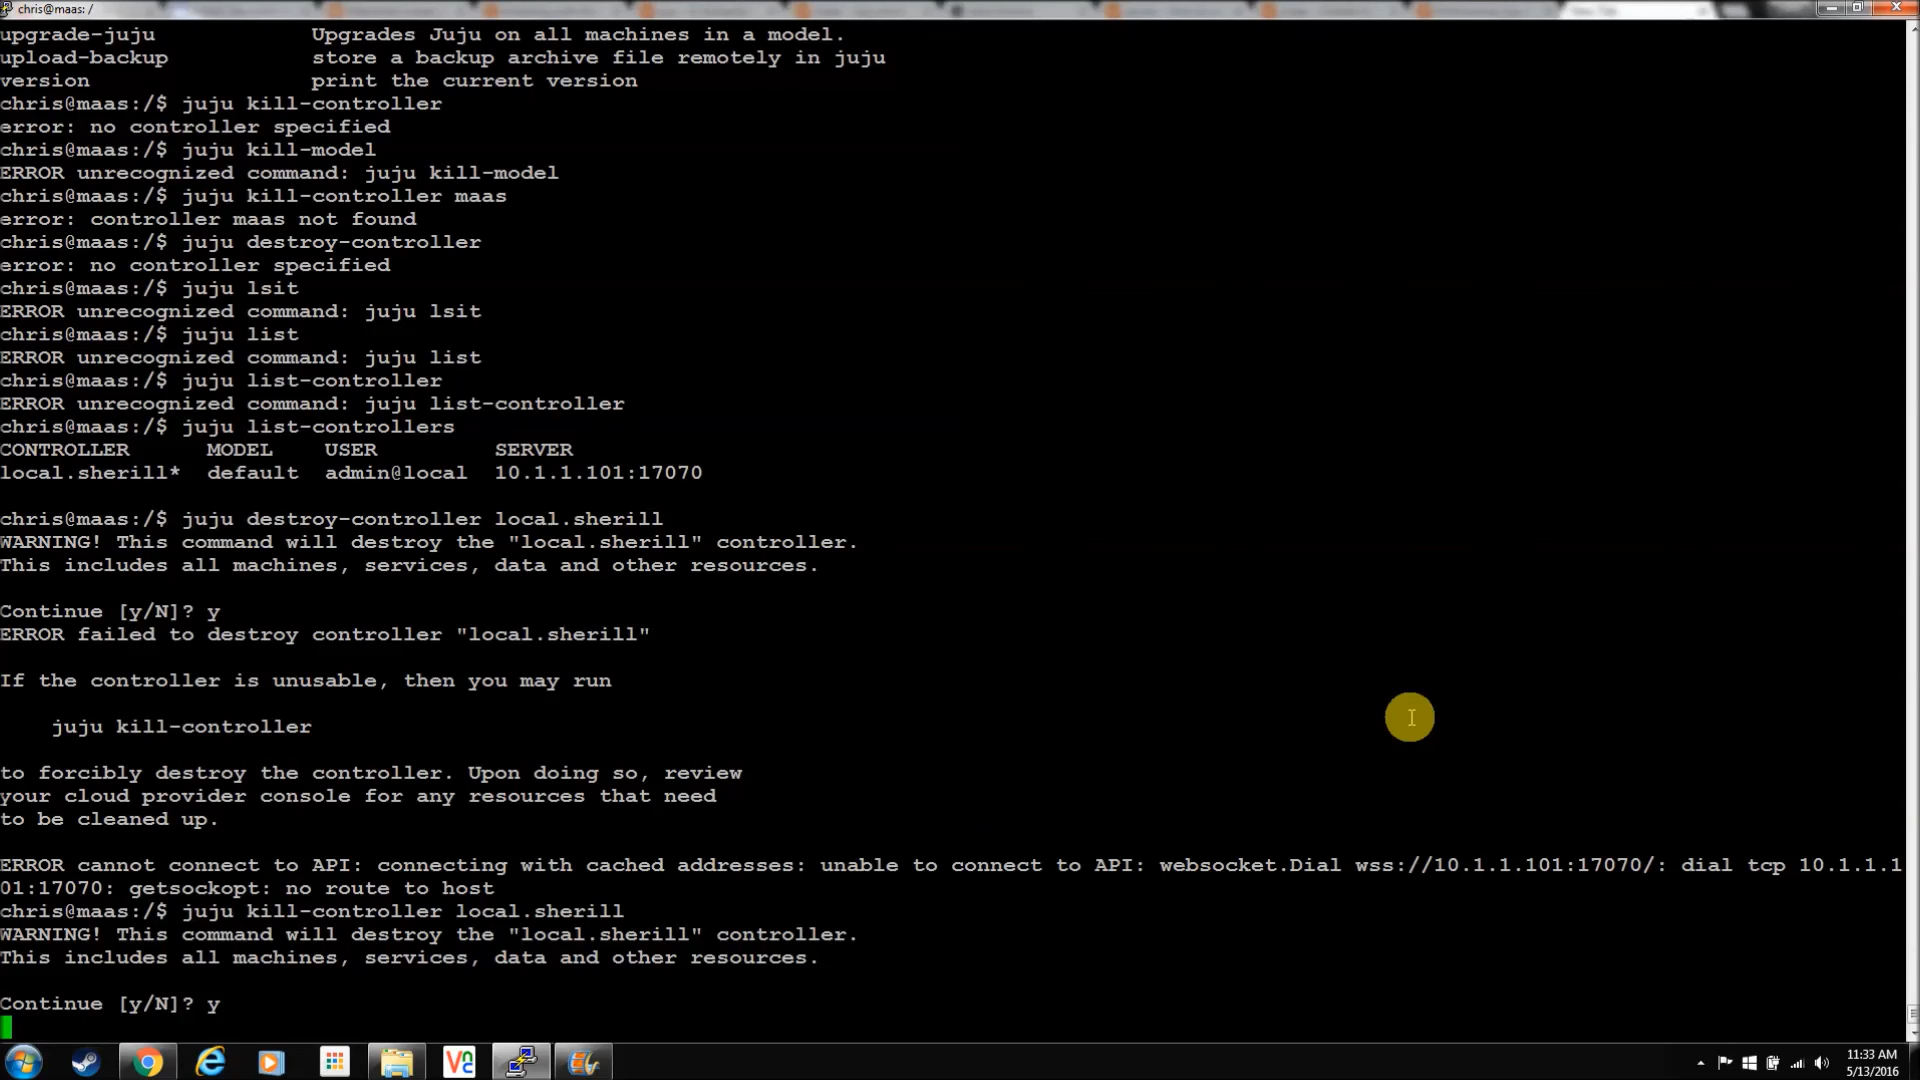 chris@maas: /
upgrade-juju Upgrades Juju on all machines in a model.
upload-backup store a backup archive file remotely in juju
version print the current version
chris@maas:/$ juju kill-controller
error: no controller specified
chris@maas:/$ juju kill-model
ERROR unrecognized command: juju kill-model
chris@maas:/$ juju kill-controller maas
error: controller maas not found
chris@maas:/$ juju destroy-controller
error: no controller specified
chris@maas:/$ juju lsit
ERROR unrecognized command: juju lsit
chris@maas:/$ juju list
ERROR unrecognized command: juju list
chris@maas:/$ juju list-controller
ERROR unrecognized command: juju list-controller
chris@maas:/$ juju list-controllers
CONTROLLER MODEL USER SERVER
local.sherill* default admin@local 10.1.1.101:17070
chris@maas:/$ juju destroy-controller local.sherill
WARNING! This command will destroy the "local.sherill" controller.
This includes all machines, services, data and other resources.
Continue [y/N]? y
ERROR failed to destroy controller "local.sherill"
If the controller is unusable, then you may run
juju kill-controller
to forcibly destroy the controller. Upon doing so, review
your cloud provider console for any resources that need
to be cleaned up.
ERROR cannot connect to API: connecting with cached addresses: unable to connect to API: websocket.Dial wss://10.1.1.101:17070/: dial tcp 10.1.1.1
01:17070: getsockopt: no route to host
chris@maas:/$ juju kill-controller local.sherill
WARNING! This command will destroy the "local.sherill" controller.
This includes all machines, services, data and other resources.
Continue [y/N]? y
11:33 AM
5/13/2016